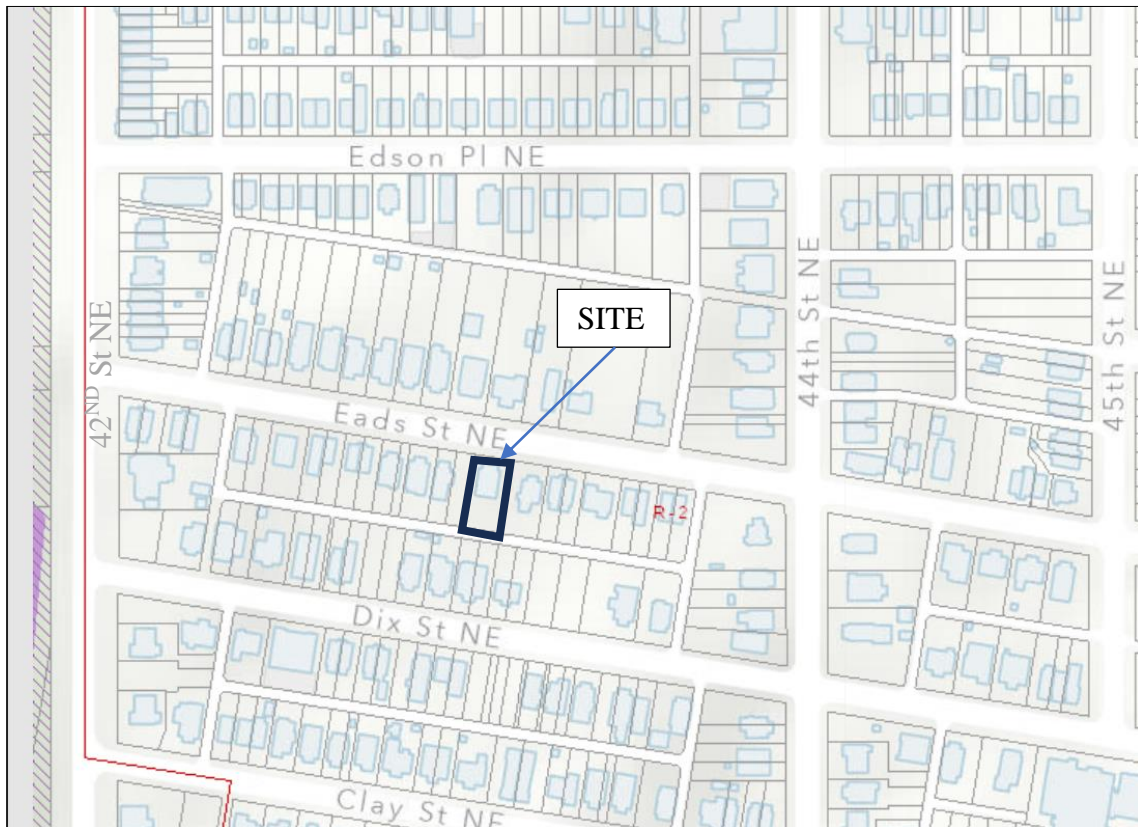 Edson Pl NE
SITE
44th St NE
45th St NE
42ND St NE
Eads St NE
R-2
Dix St NE
Clay St NE